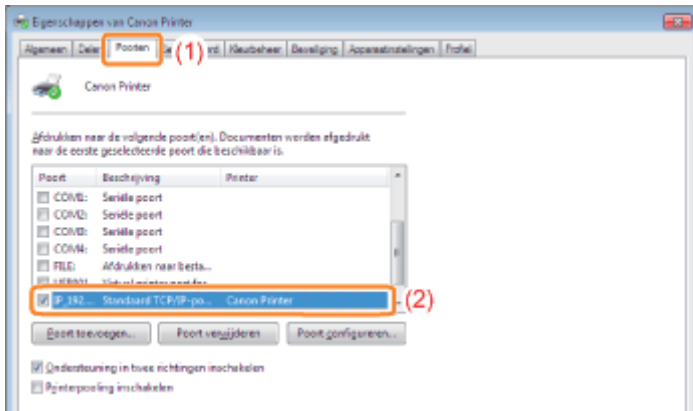 Eigenschappen van Canon Printer
Algemeen Delen Poorten (1) Kleurbeheer Beveiliging Apparaatinstellingen Profiel
Canon Printer
Afdrukken naar de volgende poort(en). Documenten worden afgedrukt
naar de eerste geselecteerde poort die beschikbaar is.
Poort Beschrijving Printer
COM1: Seriële poort
COM2: Seriële poort
COM3: Seriële poort
COM4: Seriële poort
FILE: Afdrukken naar besta...
IP_192... Standaard TCP/IP-po... Canon Printer (2)
Poort toevoegen... Poort verwijderen Poort configureren...
Ondersteuning in twee richtingen inschakelen
Printerpooling inschakelen